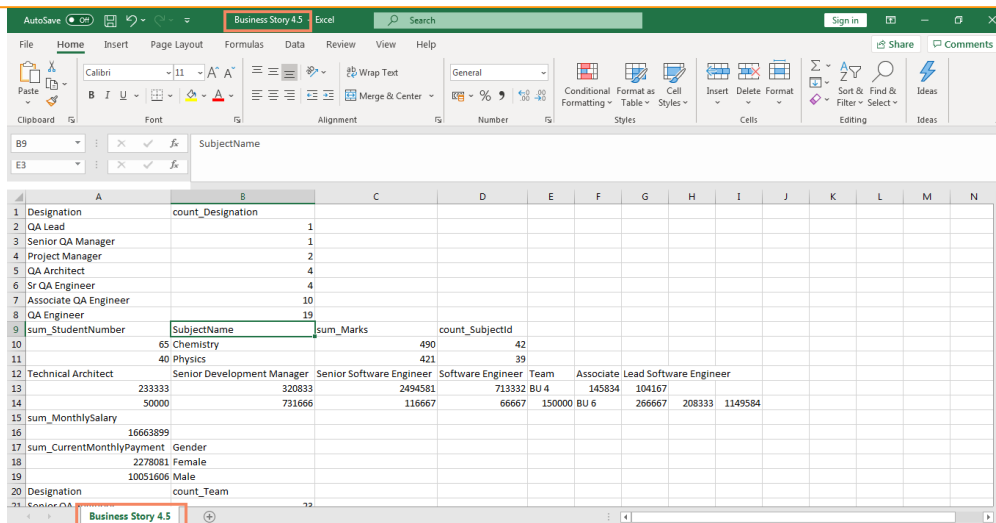 AutoSave Off Business Story 4.5 - Excel Search Sign in
File Home Insert Page Layout Formulas Data Review View Help Share Comments
Paste Calibri 11 A A Wrap Text General Conditional Formatting Format as Table Cell Styles Insert Delete Format Sort & Filter Find & Select Ideas
B I U A Merge & Center $ % 9
Clipboard Font Alignment Number Styles Cells Editing Ideas
B9 fx SubjectName
E3 fx
A B C D E F G H I J K L M N
1 Designation count_Designation
2 QA Lead 1
3 Senior QA Manager 1
4 Project Manager 2
5 QA Architect 4
6 Sr QA Engineer 4
7 Associate QA Engineer 10
8 QA Engineer 19
9 sum_StudentNumber SubjectName sum_Marks count_SubjectId
10 65 Chemistry 490 42
11 40 Physics 421 39
12 Technical Architect Senior Development Manager Senior Software Engineer Software Engineer Team Associate Lead Software Engineer
13 233333 320833 2494581 713332 BU 4 145834 104167
14 50000 731666 116667 66667 150000 BU 6 266667 208333 1149584
15 sum_MonthlySalary
16 16663899
17 sum_CurrentMonthlyPayment Gender
18 2278081 Female
19 10051606 Male
20 Designation count_Team
21 Senior QA 23
Business Story 4.5